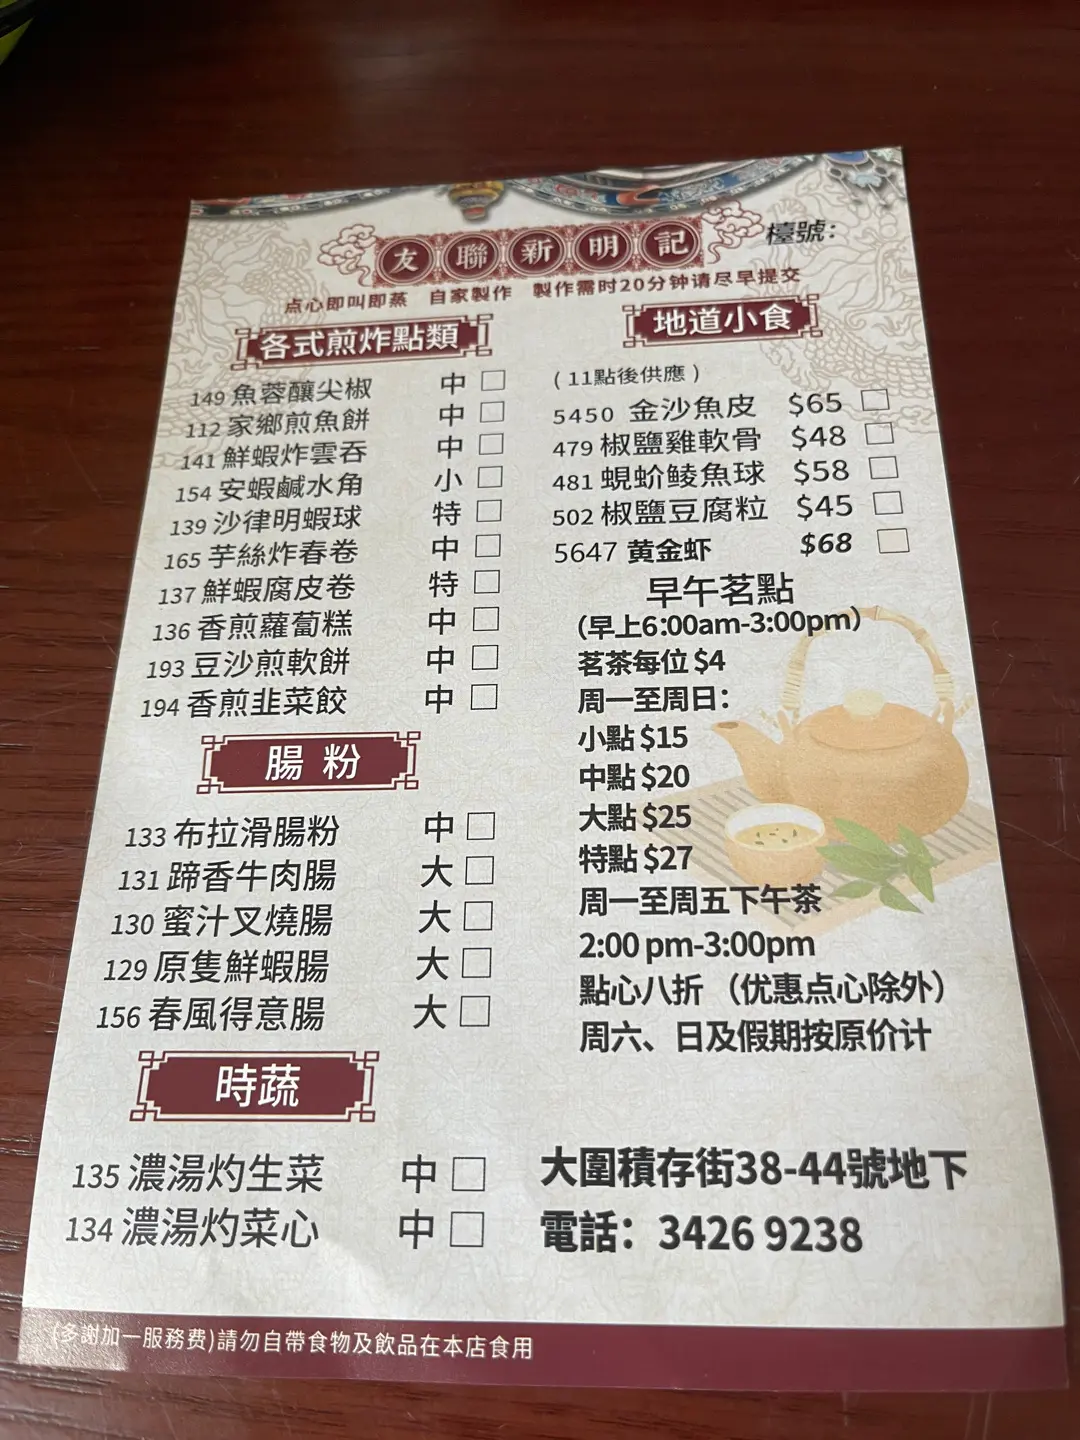 友聯新明記
檯號：
点心即叫即蒸 自家製作 製作需时20分钟请尽早提交
各式煎炸點類
149 魚蓉釀尖椒 中
112 家鄉煎魚餅 中
141 鮮蝦炸雲吞 中
154 安蝦鹹水角 小
139 沙律明蝦球 特
165 芋絲炸春卷 中
137 鮮蝦腐皮卷 特
136 香煎蘿蔔糕 中
193 豆沙煎軟餅 中
194 香煎韭菜餃 中
腸粉
133 布拉滑腸粉 中
131 蹄香牛肉腸 大
130 蜜汁叉燒腸 大
129 原隻鮮蝦腸 大
156 春風得意腸 大
時蔬
135 濃湯灼生菜 中
134 濃湯灼菜心 中
地道小食
（11點後供應）
5450 金沙魚皮 $65
479 椒鹽雞軟骨 $48
481 蜆蚧鲮魚球 $58
502 椒鹽豆腐粒 $45
5647 黄金虾 $68
早午茗點
（早上6:00am-3:00pm）
茗茶每位 $4
周一至周日：
小點 $15
中點 $20
大點 $25
特點 $27
周一至周五下午茶
2:00 pm-3:00pm
點心八折 （优惠点心除外）
周六、日及假期按原价计
大圍積存街38-44號地下
電話：3426 9238
(多謝加一服務费)請勿自帶食物及飲品在本店食用